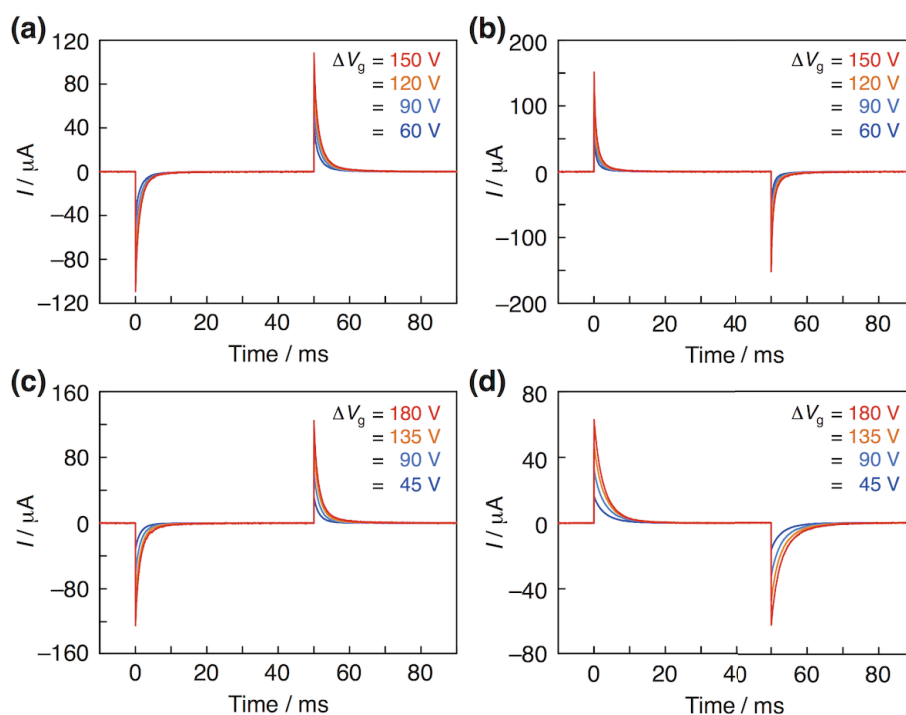 (a)
120
80
40
0
−40
−80
−120
I / μA
ΔVg = 150 V
= 120 V
= 90 V
= 60 V
0 20 40 60 80
Time / ms
(b)
200
100
0
−100
−200
I / μA
ΔVg = 150 V
= 120 V
= 90 V
= 60 V
0 20 40 60 80
Time / ms
(c)
160
80
0
−80
−160
I / μA
ΔVg = 180 V
= 135 V
= 90 V
= 45 V
0 20 40 60 80
Time / ms
(d)
80
40
0
−40
−80
I / μA
ΔVg = 180 V
= 135 V
= 90 V
= 45 V
0 20 40 60 80
Time / ms